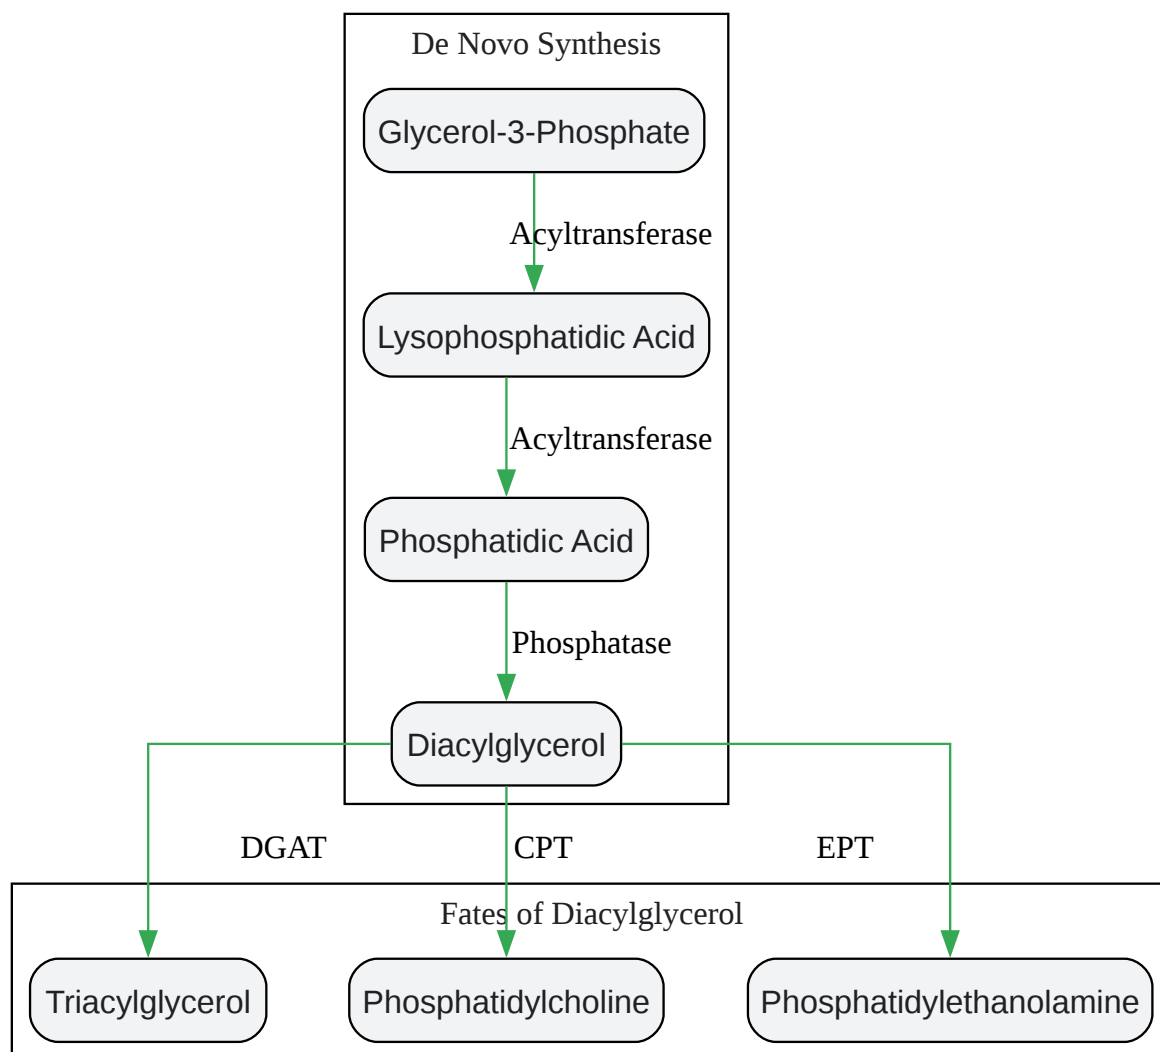 De Novo Synthesis
Glycerol-3-Phosphate
Acyltransferase
Lysophosphatidic Acid
Acyltransferase
Phosphatidic Acid
Phosphatase
Diacylglycerol
DGAT CPT EPT
Fates of Diacylglycerol
Triacylglycerol Phosphatidylcholine Phosphatidylethanolamine